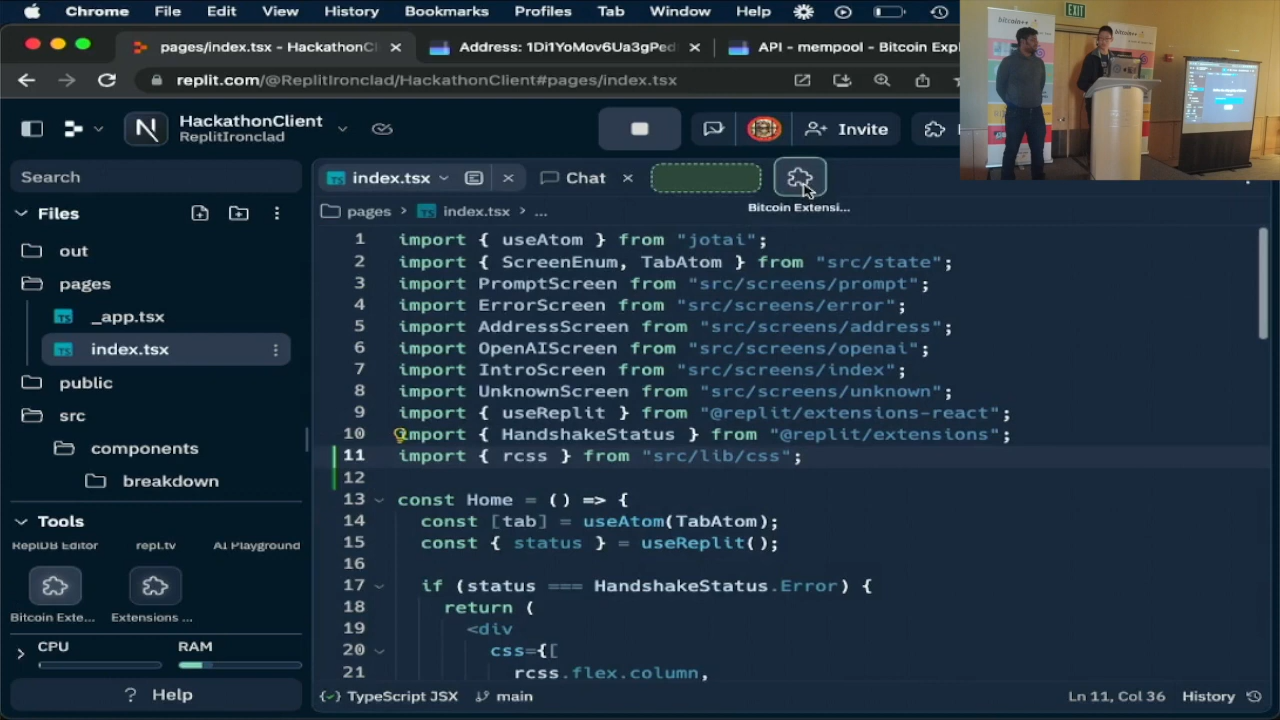 Chrome File Edit View History Bookmarks Profiles Tab Window Help
pages/index.tsx - HackathonCli
Address: 1Di1YoMov6Ua3gPed
API - mempool - Bitcoin Expl
replit.com/@ReplitIronclad/HackathonClient#pages/index.tsx
HackathonClient
ReplitIronclad
Invite
bitcoin++
EXIT
bitcoin++
Search
index.tsx
Chat
Bitcoin Extensi...
Files
pages > index.tsx > ...
out
pages
_app.tsx
index.tsx
public
src
components
breakdown
Tools
ReplDB Editor repl.tv AI Playground
Bitcoin Exte... Extensions ...
CPU RAM
? Help
1 import { useAtom } from "jotai";
2 import { ScreenEnum, TabAtom } from "src/state";
3 import PromptScreen from "src/screens/prompt";
4 import ErrorScreen from "src/screens/error";
5 import AddressScreen from "src/screens/address";
6 import OpenAIScreen from "src/screens/openai";
7 import IntroScreen from "src/screens/index";
8 import UnknownScreen from "src/screens/unknown";
9 import { useReplit } from "@replit/extensions-react";
10 import { HandshakeStatus } from "@replit/extensions";
11 import { rcss } from "src/lib/css";
12
13 const Home = () => {
14 const [tab] = useAtom(TabAtom);
15 const { status } = useReplit();
16
17 if (status === HandshakeStatus.Error) {
18 return (
19 <div
20 css={[
21 rcss.flex.column,
TypeScript JSX main
Ln 11, Col 36 History